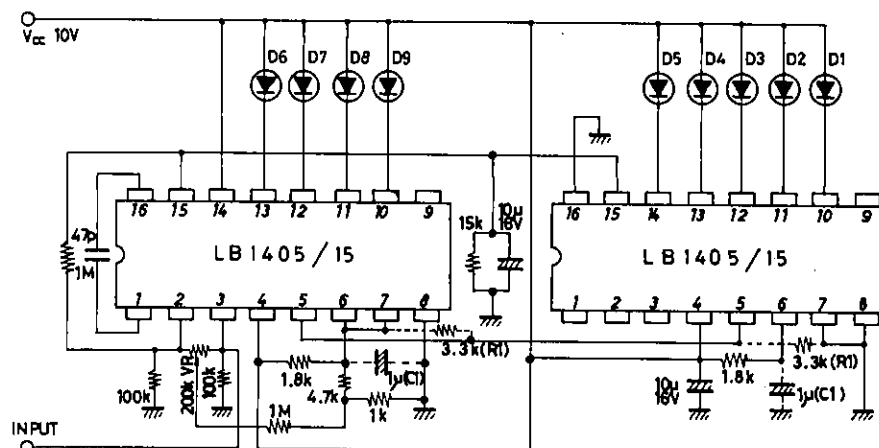 Vcc 10V
D6 D7 D8 D9 D5 D4 D3 D2 D1
16 15 14 13 12 11 10 9
16 15 14 13 12 11 10 9
47p
1M
LB1405/15
15k
10µ
16V
LB1405/15
1 2 3 4 5 6 7 8
1 2 3 4 5 6 7 8
3.3k(R1)
3.3k(R1)
100k
200k VR
100k
1.8k
4.7k
1µ(C1)
1k
1M
10µ
16V
1.8k
1µ(C1)
INPUT